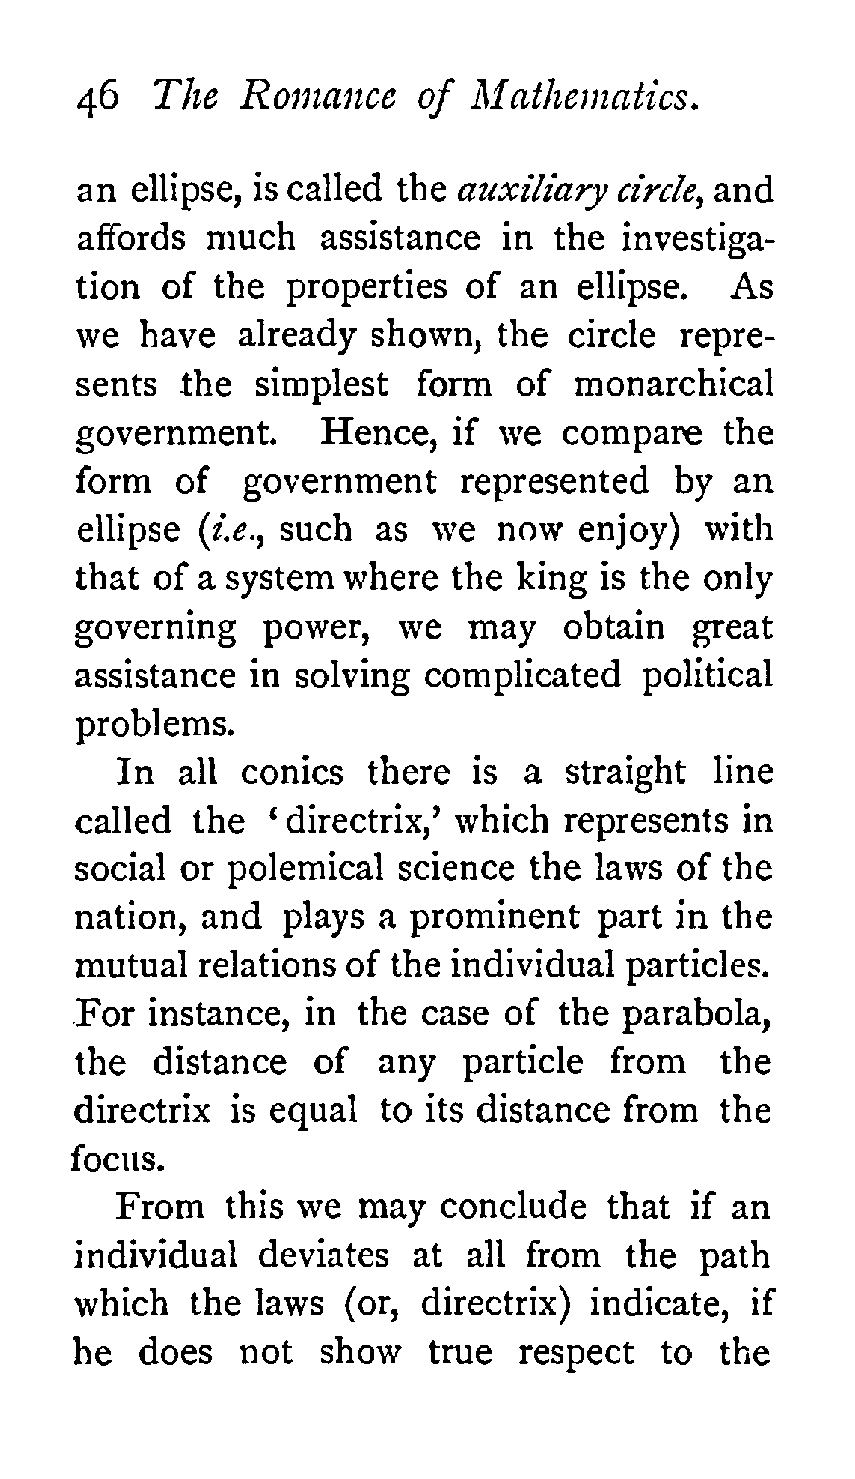 46 The Romance of Mathematics.
an ellipse, is called the auxiliary circle, and
affords much assistance in the investiga-
tion of the properties of an ellipse. As
we have already shown, the circle repre-
sents the simplest form of monarchical
government. Hence, if we compare the
form of government represented by an
ellipse (i.e., such as we now enjoy) with
that of a system where the king is the only
governing power, we may obtain great
assistance in solving complicated political
problems.
In all conics there is a straight line
called the ‘directrix,’ which represents in
social or polemical science the laws of the
nation, and plays a prominent part in the
mutual relations of the individual particles.
For instance, in the case of the parabola,
the distance of any particle from the
directrix is equal to its distance from the
focus.
From this we may conclude that if an
individual deviates at all from the path
which the laws (or, directrix) indicate, if
he does not show true respect to the